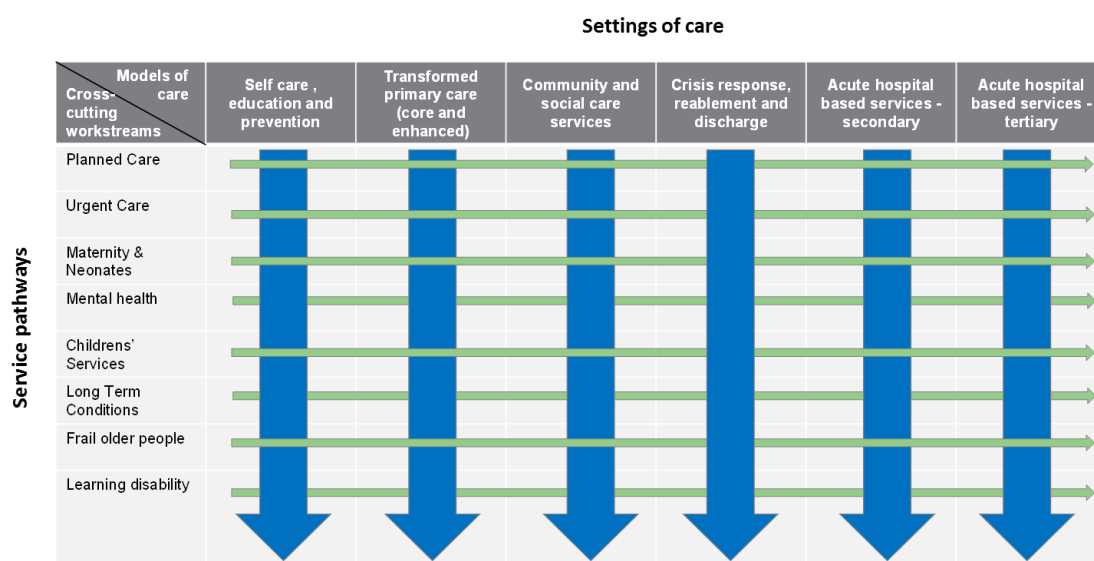 Settings of care
Models of
care
Cross-
cutting
workstreams
Self care ,
education and
prevention
Transformed
primary care
(core and
enhanced)
Community and
social care
services
Crisis response,
reablement and
discharge
Acute hospital
based services -
secondary
Acute hospital
based services -
tertiary
Service pathways
Planned Care
Urgent Care
Maternity &
Neonates
Mental health
Childrens'
Services
Long Term
Conditions
Frail older people
Learning disability